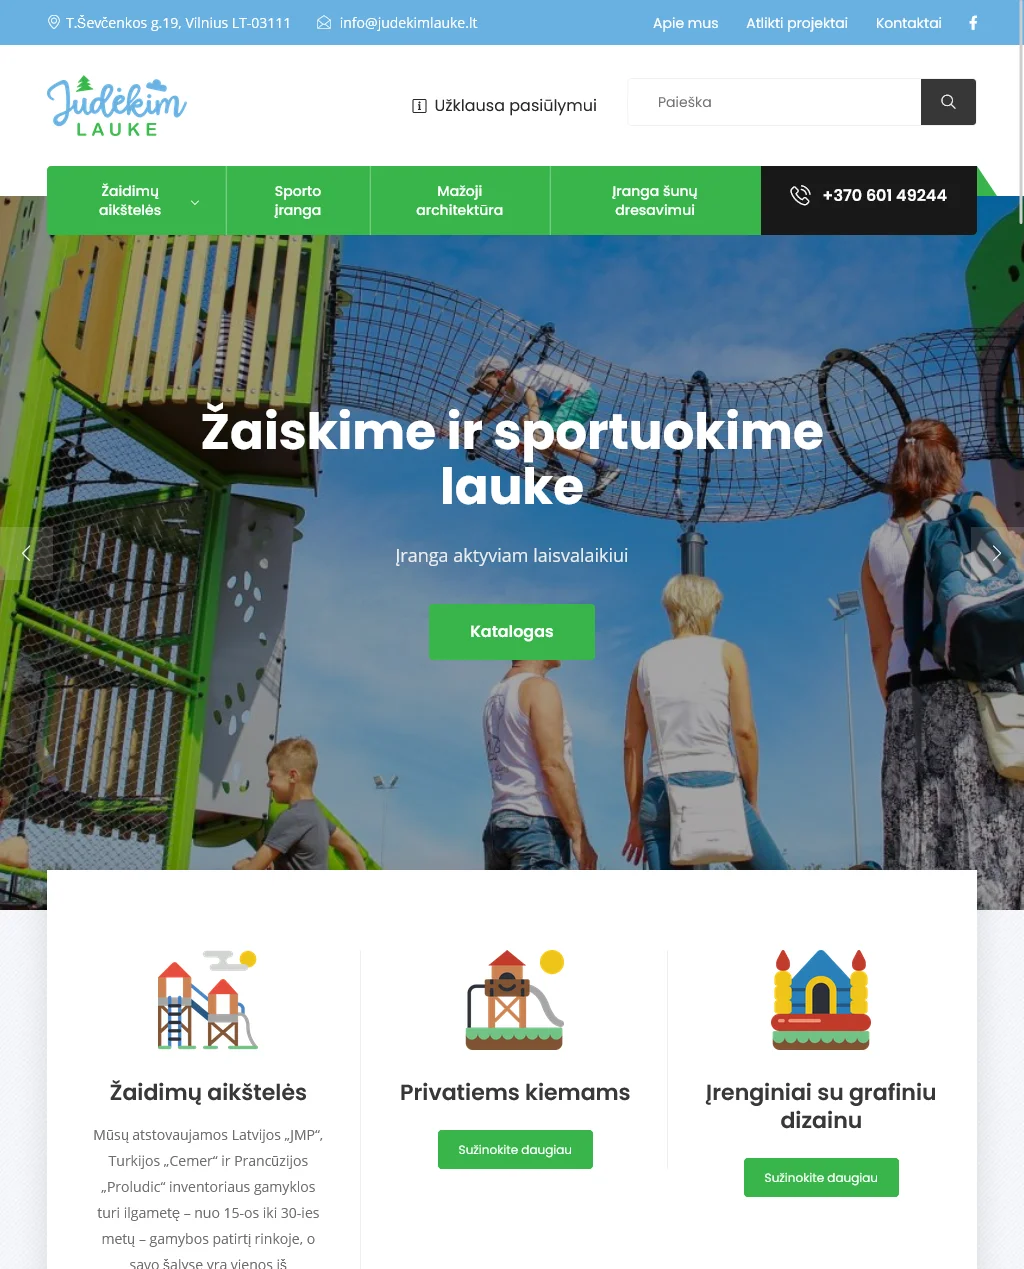 T.Ševčenkos g.19, Vilnius LT-03111
info@judekimlauke.lt
Apie mus
Atlikti projektai
Kontaktai
Judėkim
LAUKE
Užklausa pasiūlymui
Paieška
Žaidimų
aikštelės
Sporto
įranga
Mažoji
architektūra
Įranga šunų
dresavimui
+370 601 49244
Žaiskime ir sportuokime
lauke
Įranga aktyviam laisvalaikiui
Katalogas
Žaidimų aikštelės
Mūsų atstovaujamos Latvijos „JMP“,
Turkijos „Cemer“ ir Prancūzijos
„Proludic“ inventoriaus gamyklos
turi ilgametę – nuo 15-os iki 30-ies
metų – gamybos patirtį rinkoje, o
savo šalyse yra vienos iš
Privatiems kiemams
Sužinokite daugiau
Įrenginiai su grafiniu
dizainu
Sužinokite daugiau